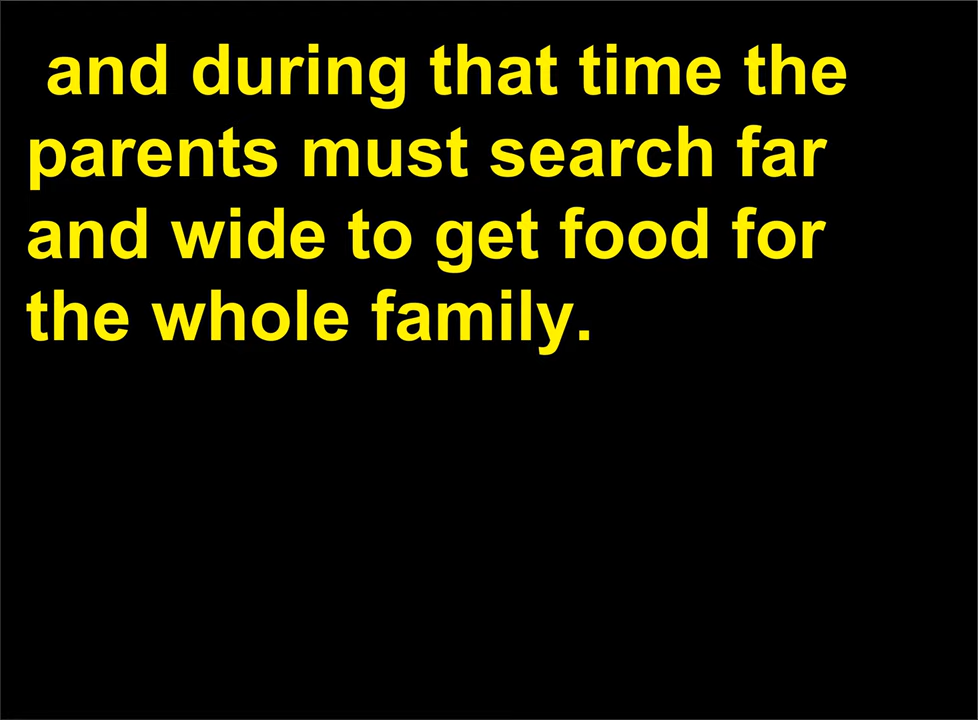 and during that time the
parents must search far
and wide to get food for
the whole family.